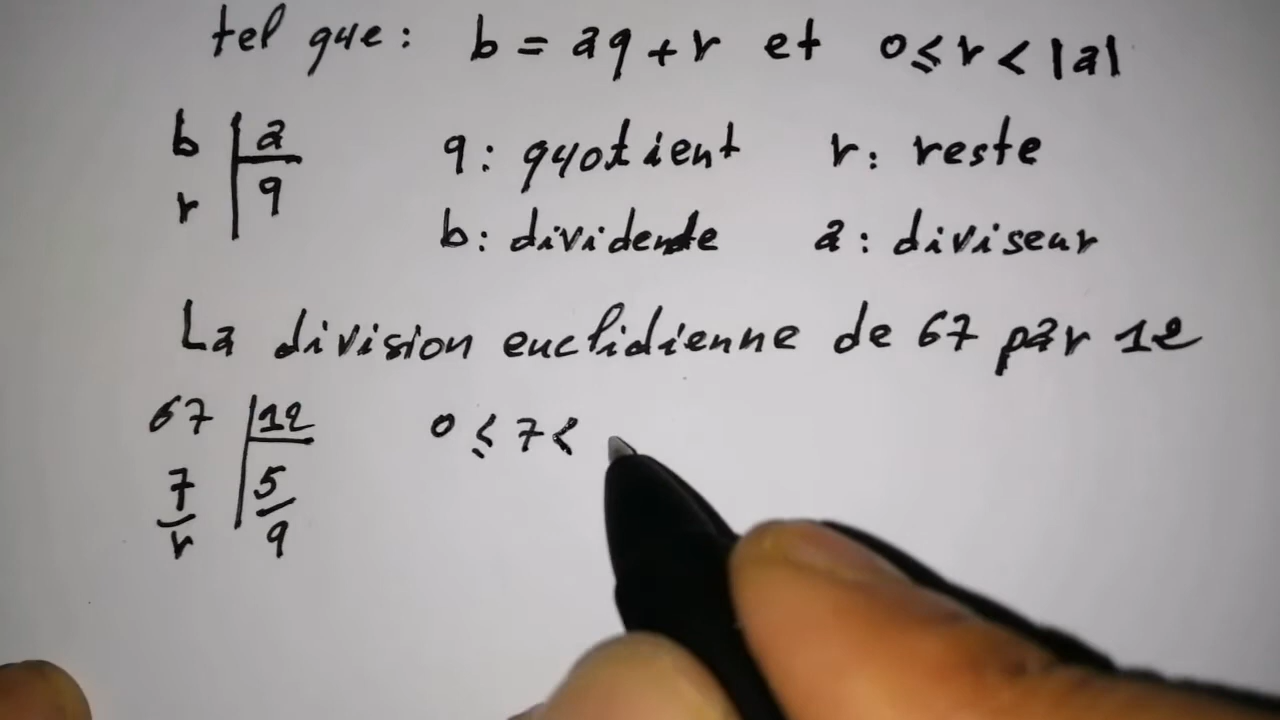 tel que: b = aq + r et 0 ≤ r < |a|
b | a q: quotient r: reste
r | q b: dividende a: diviseur
La division euclidienne de 67 par 12
67 | 12 0 ≤ 7 <
7 | 5
r q